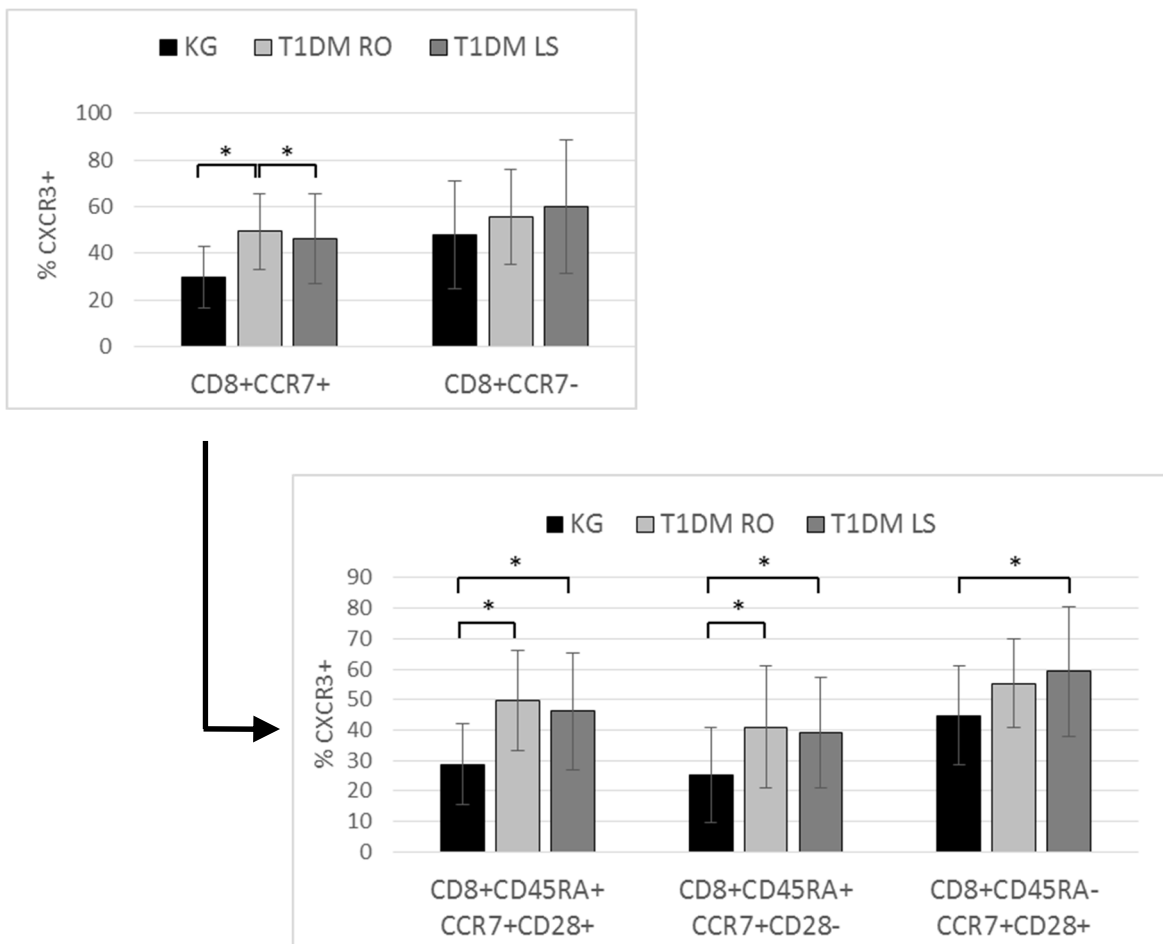 KG T1DM RO T1DM LS
100
80
60
40
20
0
% CXCR3+
* *
CD8+CCR7+ CD8+CCR7-
KG T1DM RO T1DM LS
90
80
70
60
50
40
30
20
10
0
% CXCR3+
* * *
* *
CD8+CD45RA+ CD8+CD45RA+ CD8+CD45RA-
CCR7+CD28+ CCR7+CD28- CCR7+CD28+